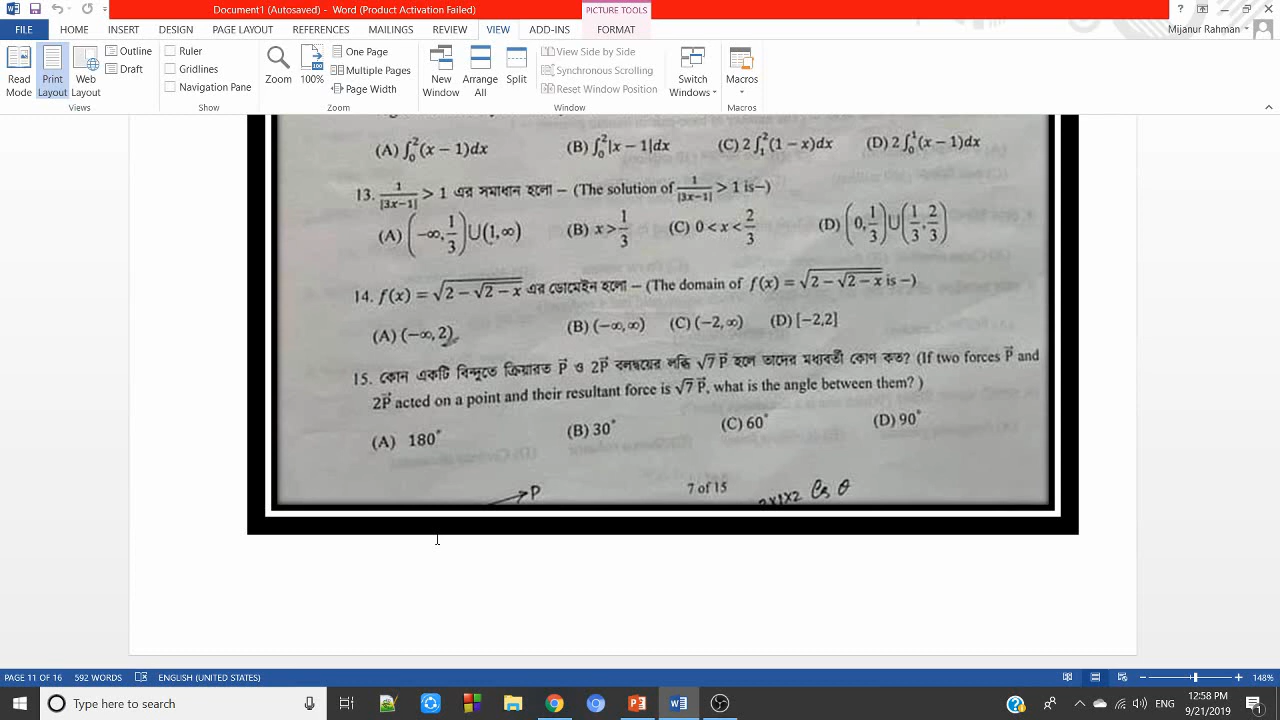 Document1 (Autosaved) - Word (Product Activation Failed)
PICTURE TOOLS
FILE HOME INSERT DESIGN PAGE LAYOUT REFERENCES MAILINGS REVIEW VIEW ADD-INS FORMAT
Mijanur Rahman
Read Mode
Print Layout
Web Layout
Outline
Draft
Views
Ruler
Gridlines
Navigation Pane
Show
Zoom
100%
One Page
Multiple Pages
Page Width
Zoom
New Window
Arrange All
Split
View Side by Side
Synchronous Scrolling
Reset Window Position
Switch Windows
Window
Macros
Macros
(A) ∫₀²(x − 1)dx (B) ∫₀²|x − 1|dx (C) 2∫₁²(1 − x)dx (D) 2∫₀¹(x − 1)dx
13. 1/|3x−1| > 1 এর সমাধান হলো – (The solution of 1/|3x−1| > 1 is–)
(A) (−∞, 1/3)∪(1, ∞) (B) x > 1/3 (C) 0 < x < 2/3 (D) (0, 1/3)∪(1/3, 2/3)
14. f(x) = √(2 − √(2 − x)) এর ডোমেইন হলো – (The domain of f(x) = √(2 − √(2 − x)) is –)
(A) (−∞, 2) (B) (−∞, ∞) (C) (−2, ∞) (D) [−2,2]
15. কোন একটি বিন্দুতে ক্রিয়ারত P⃗ ও 2P⃗ বলদ্বয়ের লব্ধি √7 P⃗ হলে তাদের মধ্যবর্তী কোণ কত? (If two forces P⃗ and
2P⃗ acted on a point and their resultant force is √7 P⃗, what is the angle between them? )
(A) 180° (B) 30° (C) 60° (D) 90°
P
7 of 15
2×1×2 Cos θ
PAGE 11 OF 16 592 WORDS ENGLISH (UNITED STATES)
148%
Type here to search
ENG
12:58 PM
9/21/2019